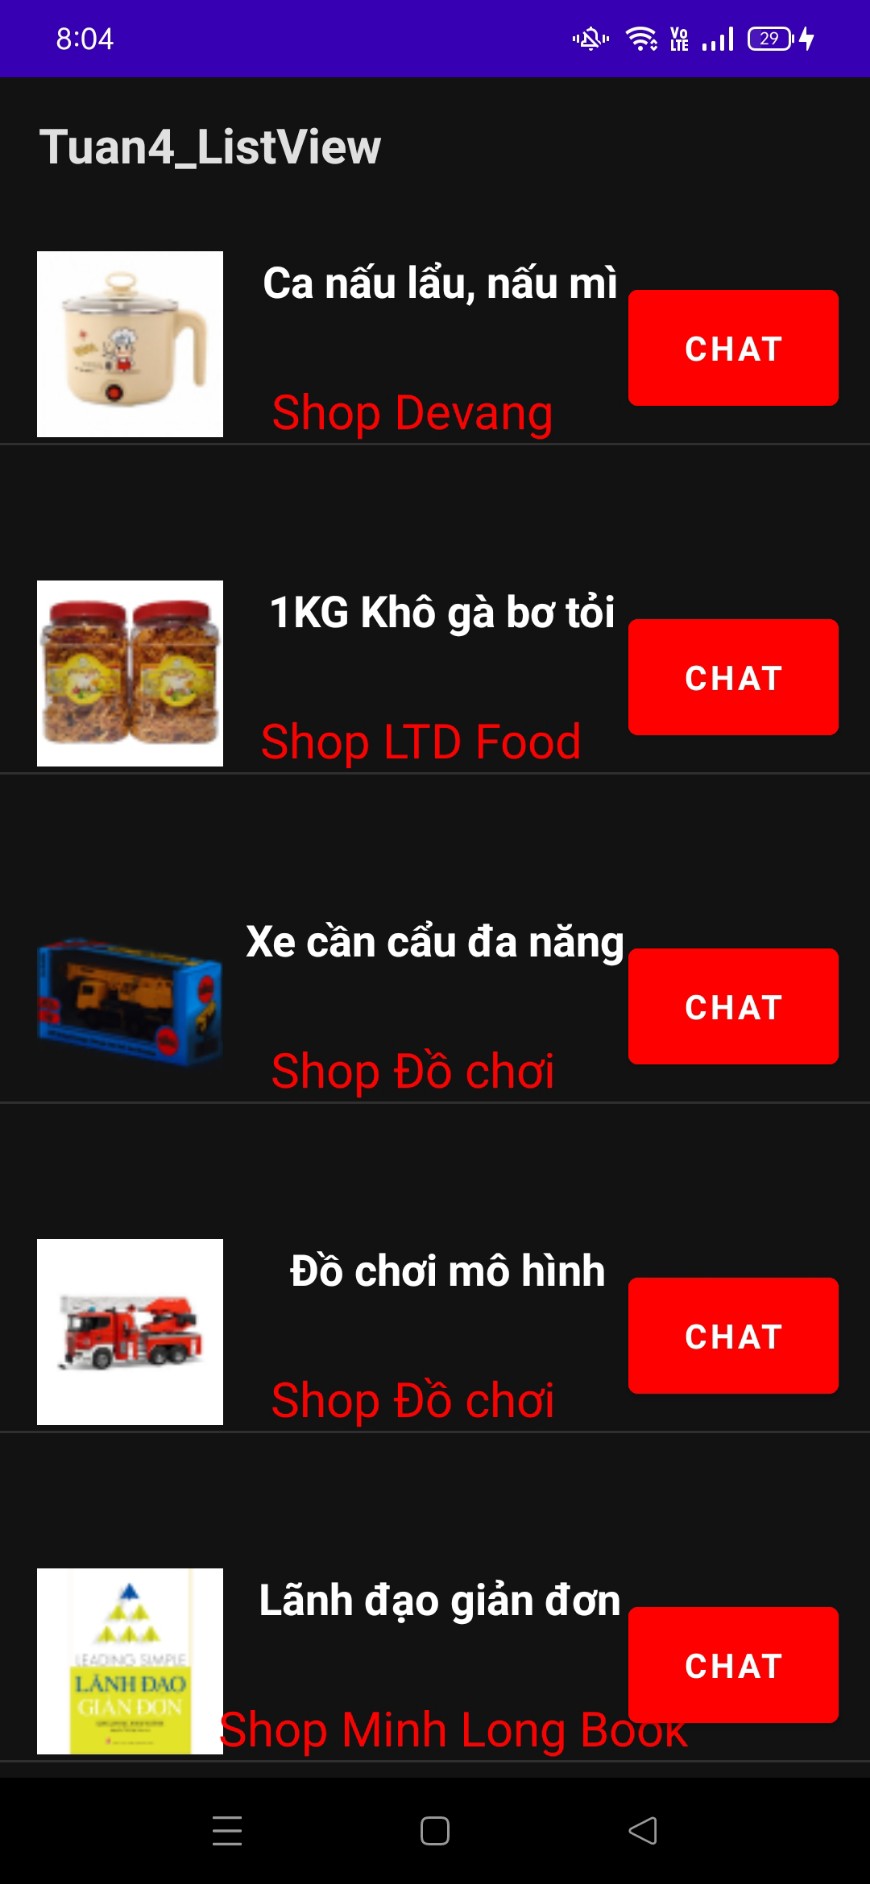 8:04
Vo
LTE
29
Tuan4_ListView
Ca nấu lẩu, nấu mì
CHAT
Shop Devang
1KG Khô gà bơ tỏi
CHAT
Shop LTD Food
Xe cần cẩu đa năng
CHAT
Shop Đồ chơi
Đồ chơi mô hình
CHAT
Shop Đồ chơi
LEADING SIMPLE
LÃNH ĐẠO
GIẢN ĐƠN
Lãnh đạo giản đơn
CHAT
Shop Minh Long Book